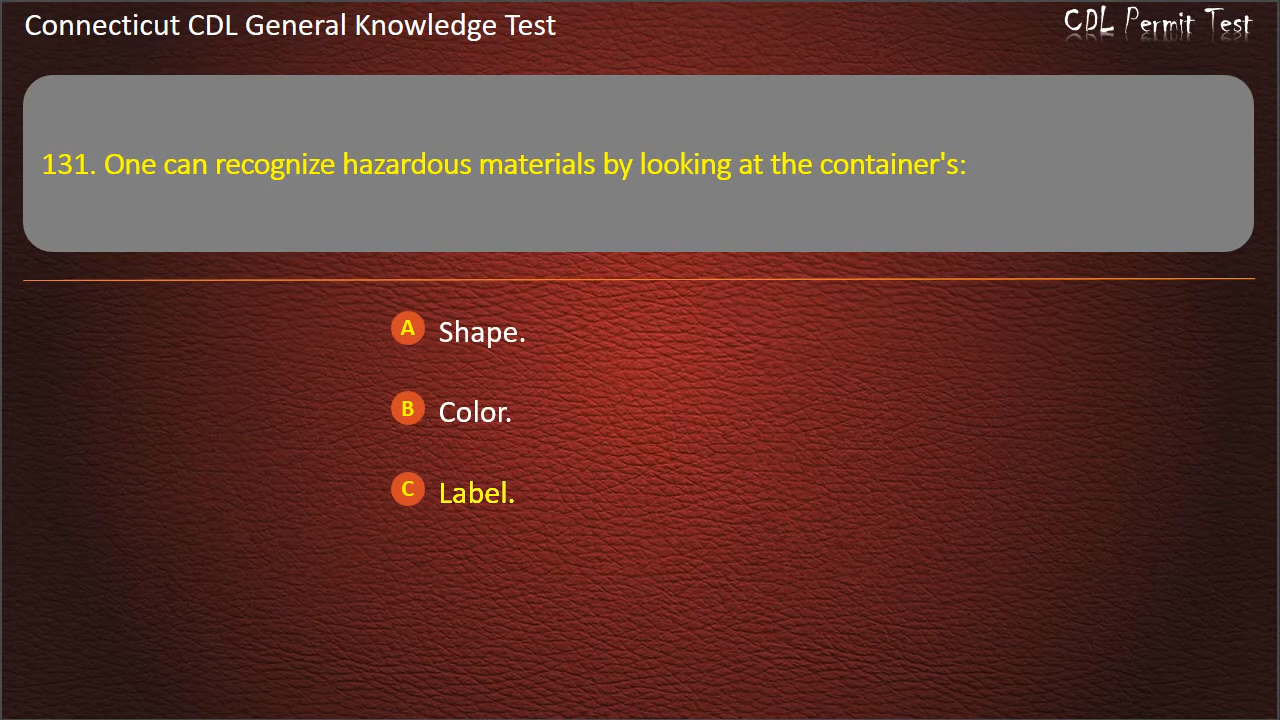 Connecticut CDL General Knowledge Test
CDL Permit Test
131. One can recognize hazardous materials by looking at the container's:
A Shape.
B Color.
C Label.